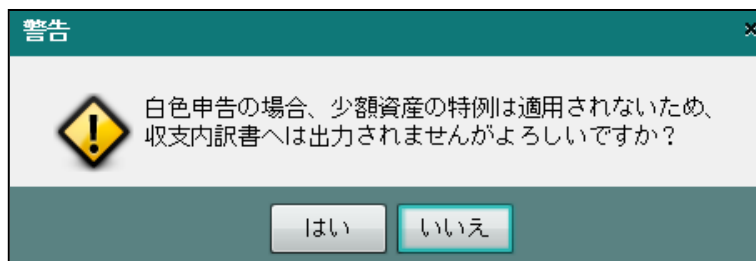 警告
白色申告の場合、少額資産の特例は適用されないため、
収支内訳書へは出力されませんがよろしいですか？
はい
いいえ